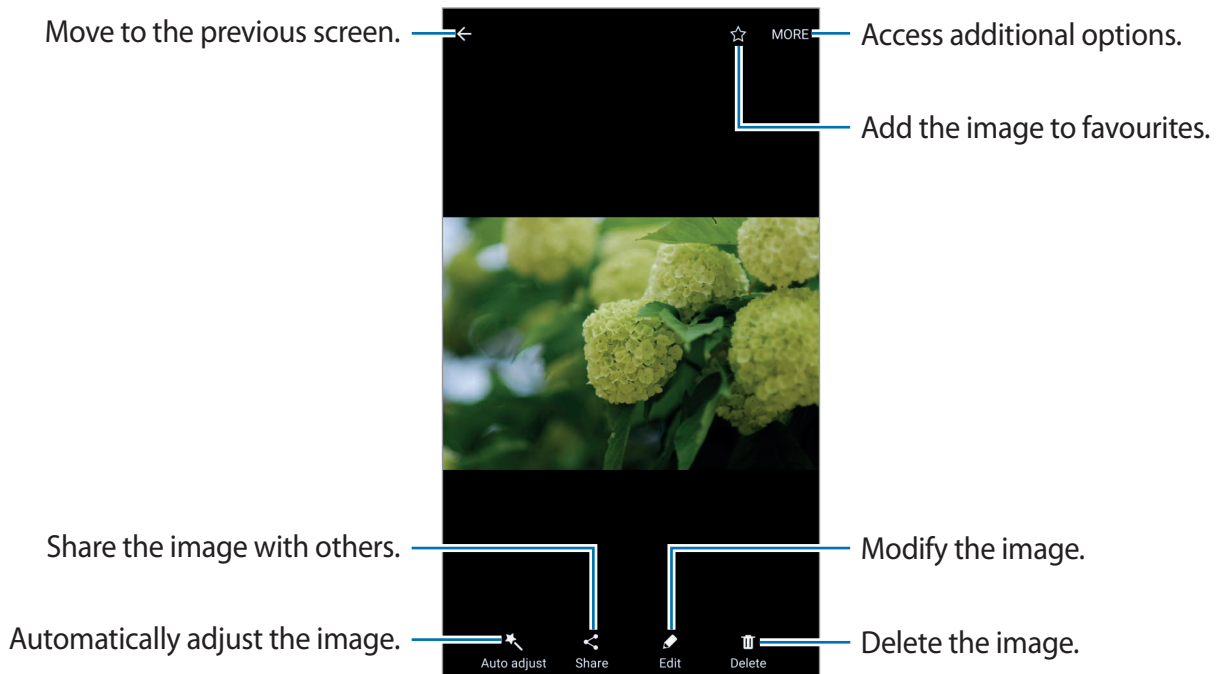 Move to the previous screen.
MORE
Access additional options.
Add the image to favourites.
Share the image with others.
Modify the image.
Automatically adjust the image.
Delete the image.
Auto adjust
Share
Edit
Delete